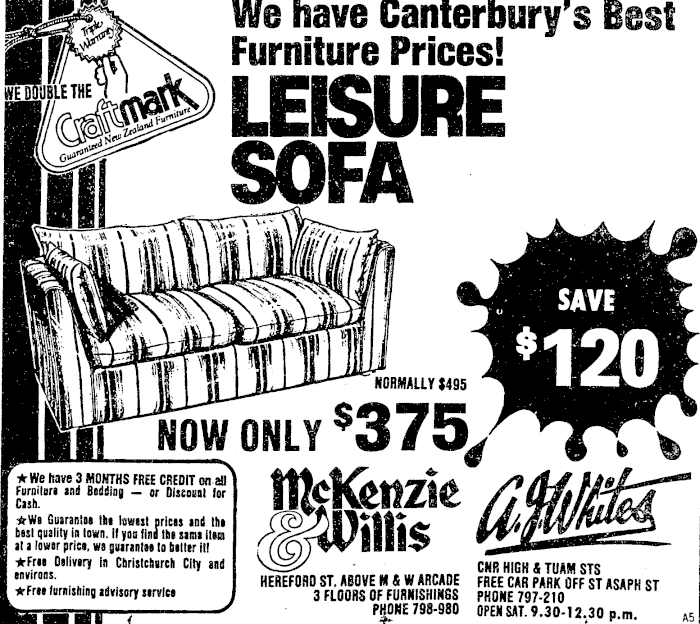 We have Canterbury's Best
Furniture Prices!
LEISURE
SOFA
Triple
Warranty
WE DOUBLE THE
Craftmark
Guaranteed New Zealand Furniture
SAVE
$120
NORMALLY $495
NOW ONLY $375
★ We have 3 MONTHS FREE CREDIT on all
Furniture and Bedding — or Discount for
Cash.
★ We Guarantee the lowest prices and the
best quality in town. If you find the same item
at a lower price, we guarantee to better it!
★ Free Delivery in Christchurch City and
environs.
★ Free furnishing advisory service
McKenzie
& Willis
HEREFORD ST. ABOVE M & W ARCADE
3 FLOORS OF FURNISHINGS
PHONE 798-980
A.J. Whites
CNR HIGH & TUAM STS
FREE CAR PARK OFF ST ASAPH ST
PHONE 797-210
OPEN SAT. 9.30-12.30 p.m.
A5